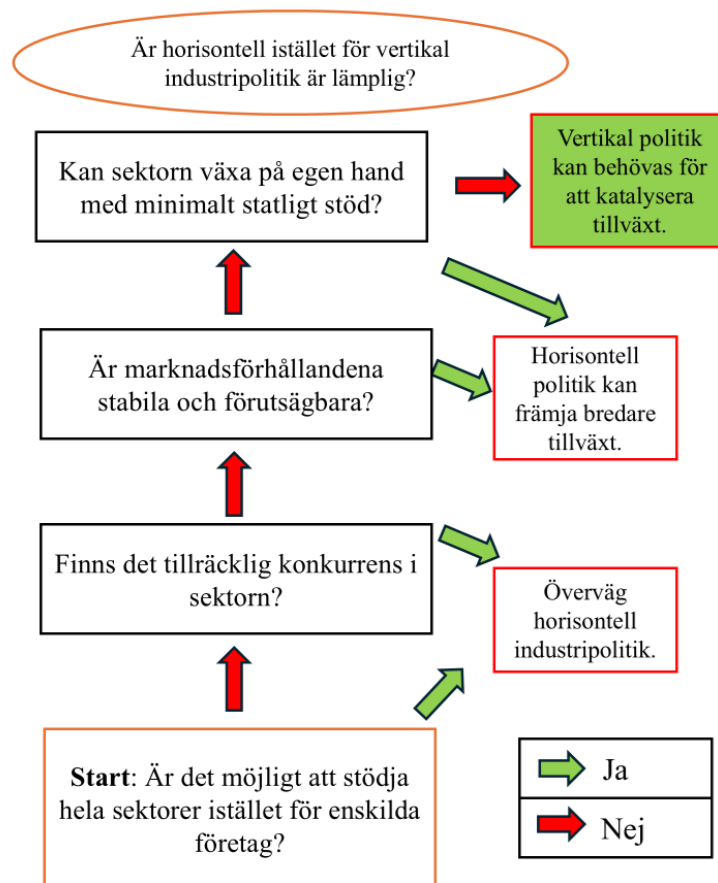 Är horisontell istället för vertikal
industripolitik är lämplig?
Kan sektorn växa på egen hand
med minimalt statligt stöd?
Vertikal politik
kan behövas för
att katalysera
tillväxt.
Är marknadsförhållandena
stabila och förutsägbara?
Horisontell
politik kan
främja bredare
tillväxt.
Finns det tillräcklig konkurrens i
sektorn?
Överväg
horisontell
industripolitik.
Start: Är det möjligt att stödja
hela sektorer istället för enskilda
företag?
Ja
Nej